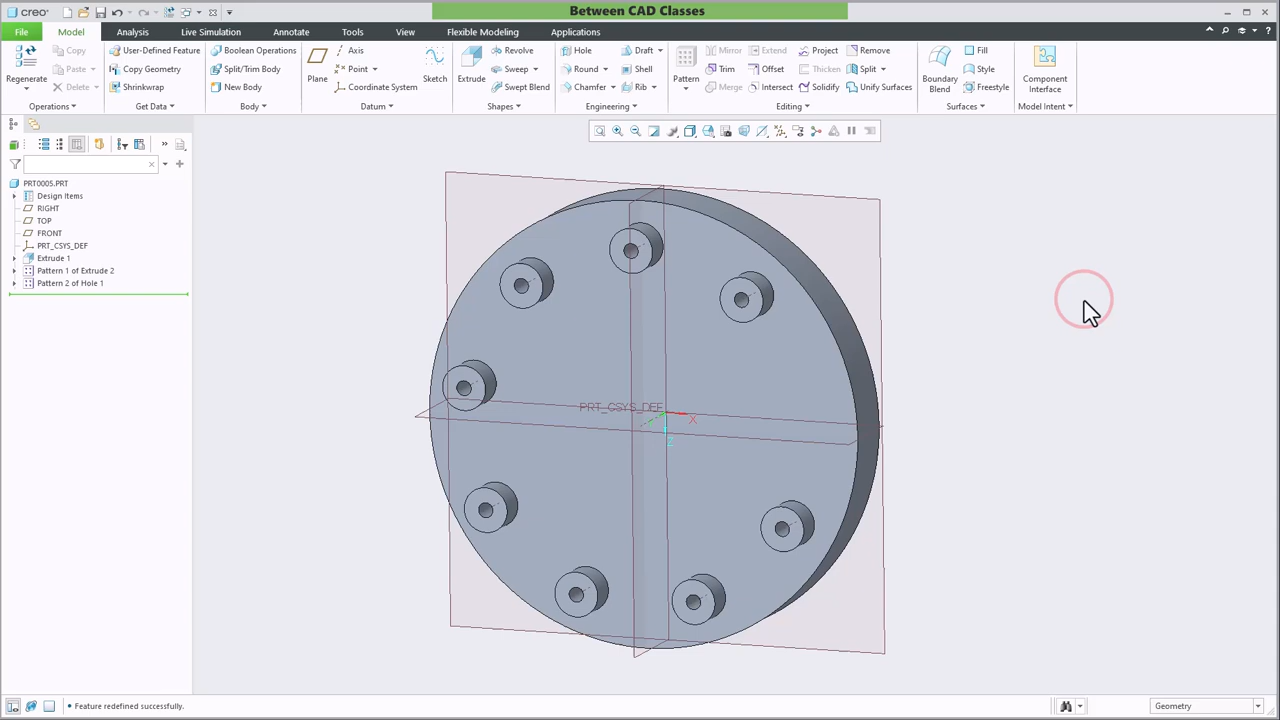 creo
Between CAD Classes
File Model Analysis Live Simulation Annotate Tools View Flexible Modeling Applications
Regenerate
Copy
Paste
Delete
Operations
User-Defined Feature
Copy Geometry
Shrinkwrap
Get Data
Boolean Operations
Split/Trim Body
New Body
Body
Plane
Axis
Point
Coordinate System
Sketch
Datum
Extrude
Revolve
Sweep
Swept Blend
Shapes
Hole
Round
Chamfer
Draft
Shell
Rib
Engineering
Pattern
Mirror
Trim
Merge
Extend
Offset
Intersect
Project
Thicken
Solidify
Remove
Split
Unify Surfaces
Editing
Boundary
Blend
Fill
Style
Freestyle
Surfaces
Component
Interface
Model Intent
PRT0005.PRT
Design Items
RIGHT
TOP
FRONT
PRT_CSYS_DEF
Extrude 1
Pattern 1 of Extrude 2
Pattern 2 of Hole 1
PRT_CSYS_DEF
X
Z
Feature redefined successfully.
Geometry